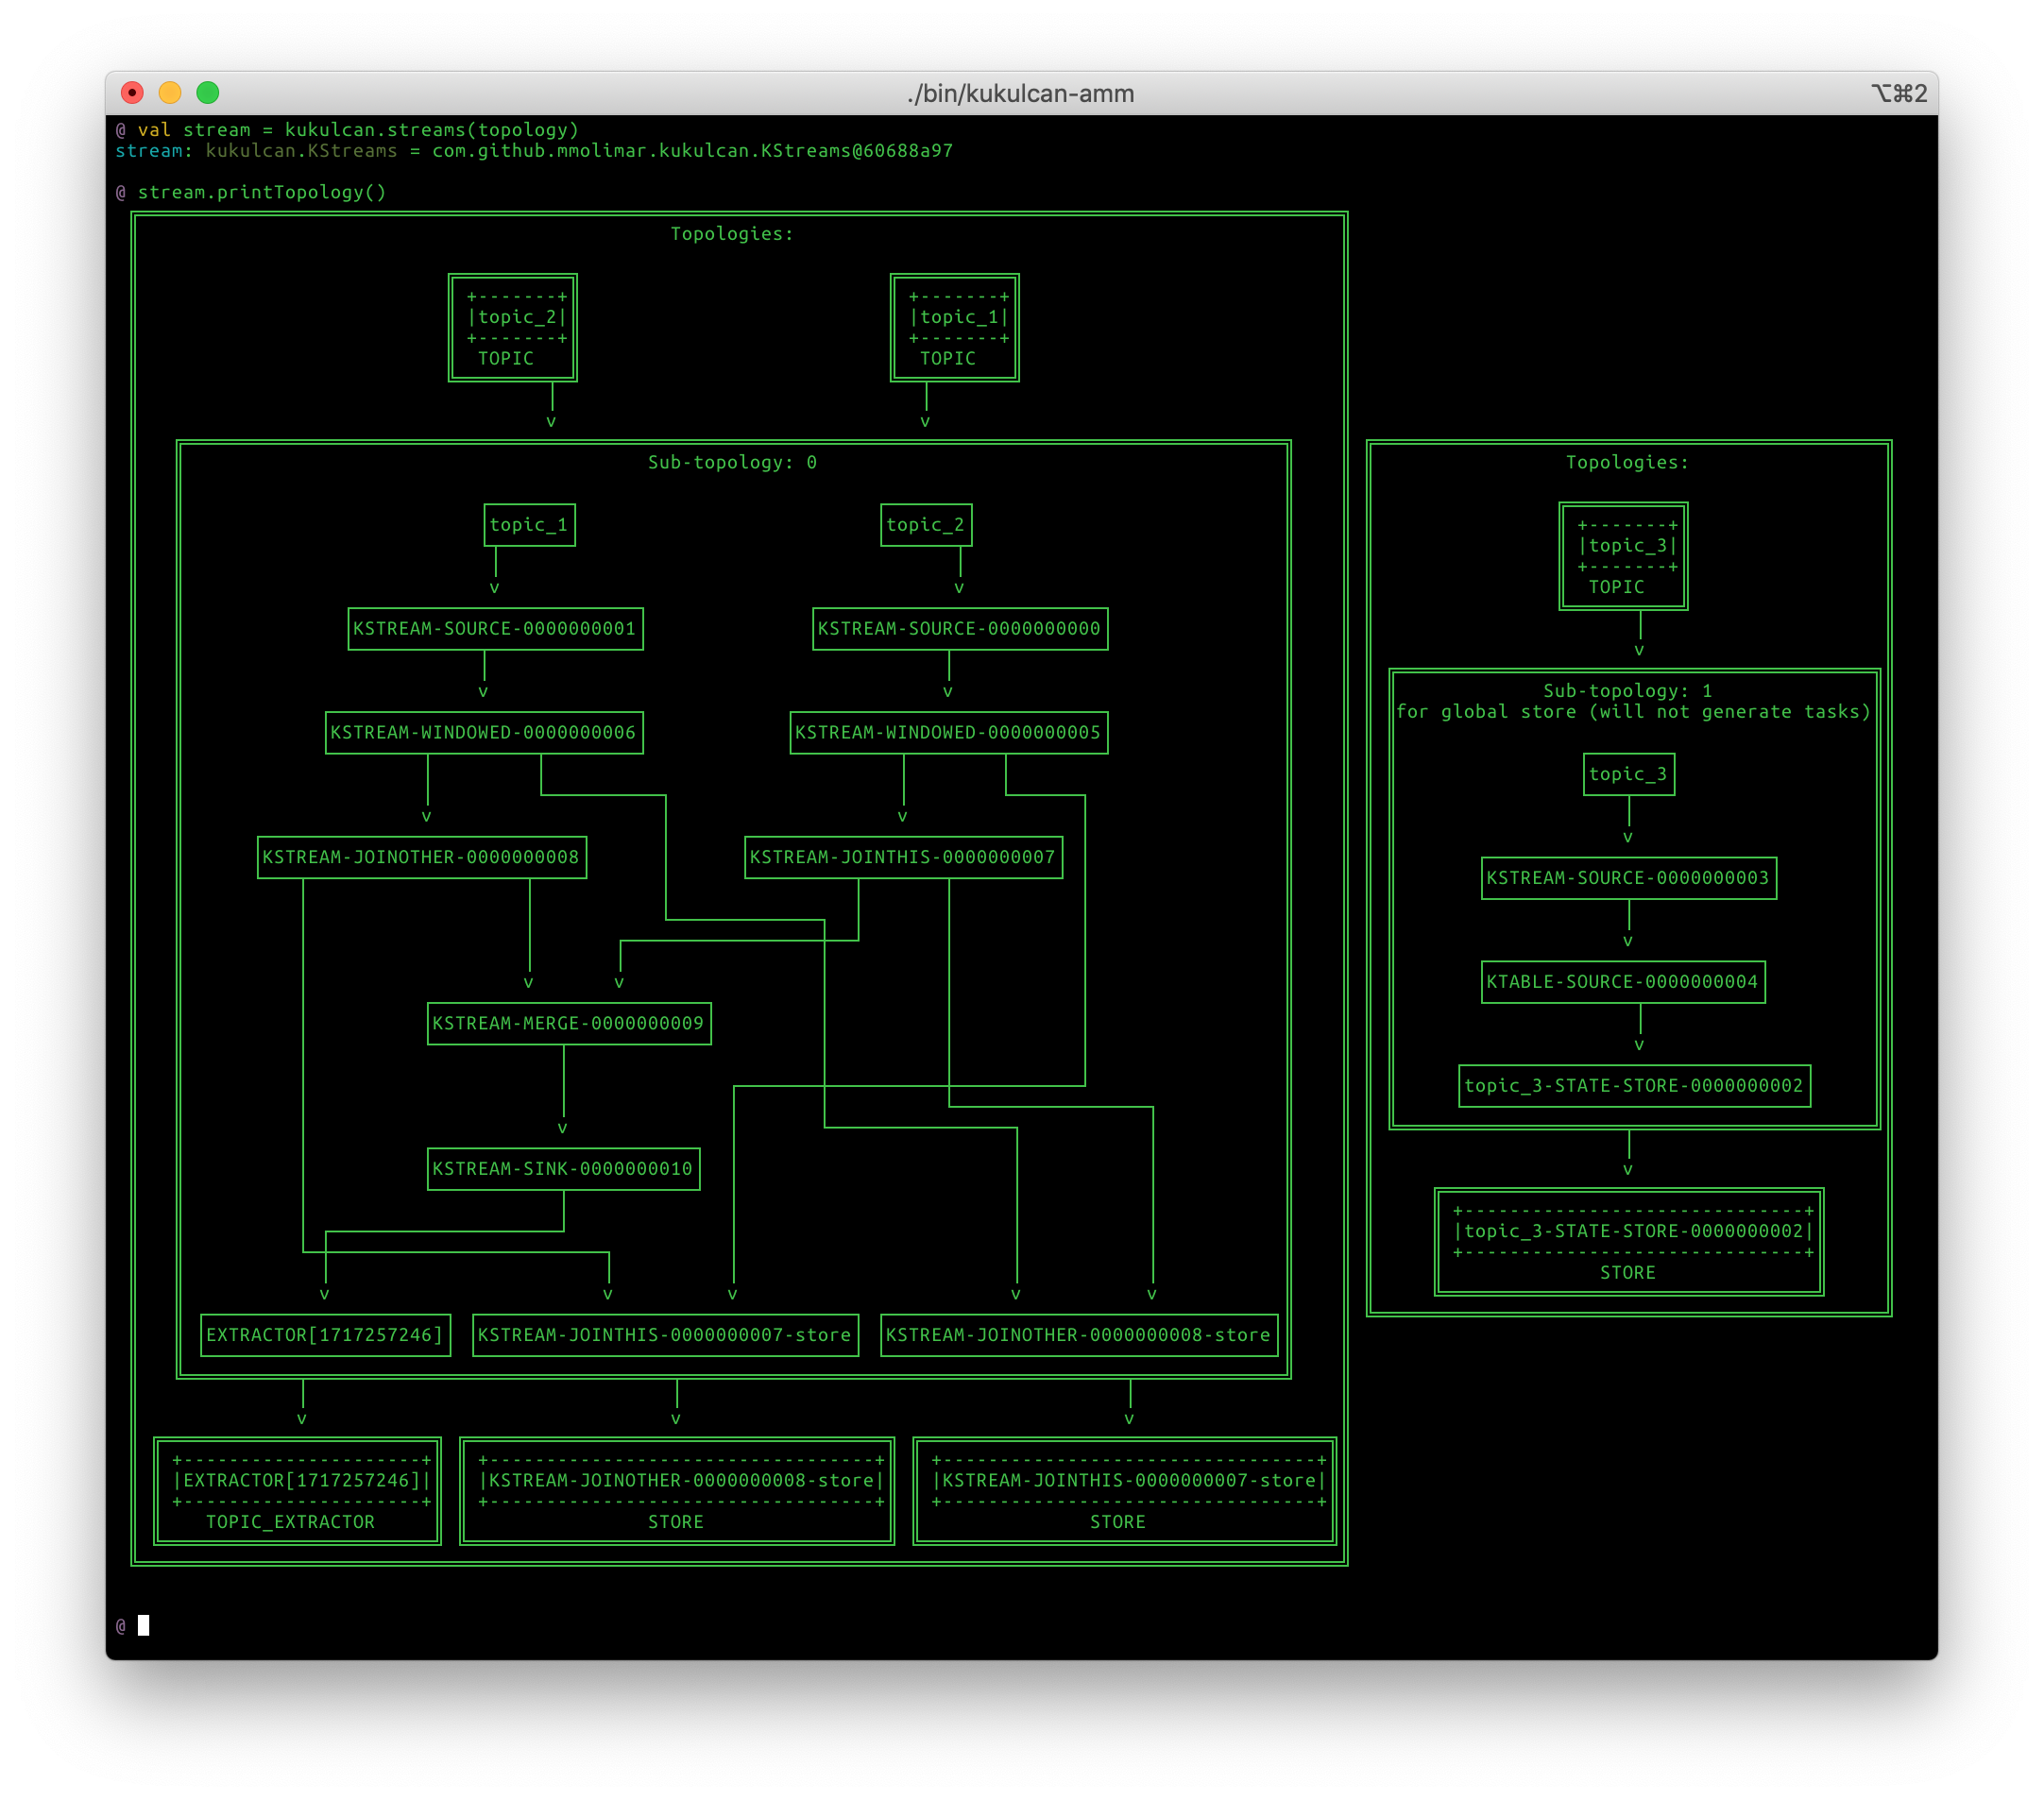 ./bin/kukulcan-amm ⌥⌘2
@ val stream = kukulcan.streams(topology)
stream: kukulcan.KStreams = com.github.mmolimar.kukulcan.KStreams@60688a97
@ stream.printTopology()
Topologies:
topic_2 topic_1
TOPIC TOPIC
Sub-topology: 0
topic_1 topic_2
KSTREAM-SOURCE-0000000001 KSTREAM-SOURCE-0000000000
KSTREAM-WINDOWED-0000000006 KSTREAM-WINDOWED-0000000005
KSTREAM-JOINOTHER-0000000008 KSTREAM-JOINTHIS-0000000007
KSTREAM-MERGE-0000000009
KSTREAM-SINK-0000000010
EXTRACTOR[1717257246] KSTREAM-JOINTHIS-0000000007-store KSTREAM-JOINOTHER-0000000008-store
EXTRACTOR[1717257246] KSTREAM-JOINOTHER-0000000008-store KSTREAM-JOINTHIS-0000000007-store
TOPIC_EXTRACTOR STORE STORE
Topologies:
topic_3
TOPIC
Sub-topology: 1
for global store (will not generate tasks)
topic_3
KSTREAM-SOURCE-0000000003
KTABLE-SOURCE-0000000004
topic_3-STATE-STORE-0000000002
topic_3-STATE-STORE-0000000002
STORE
@